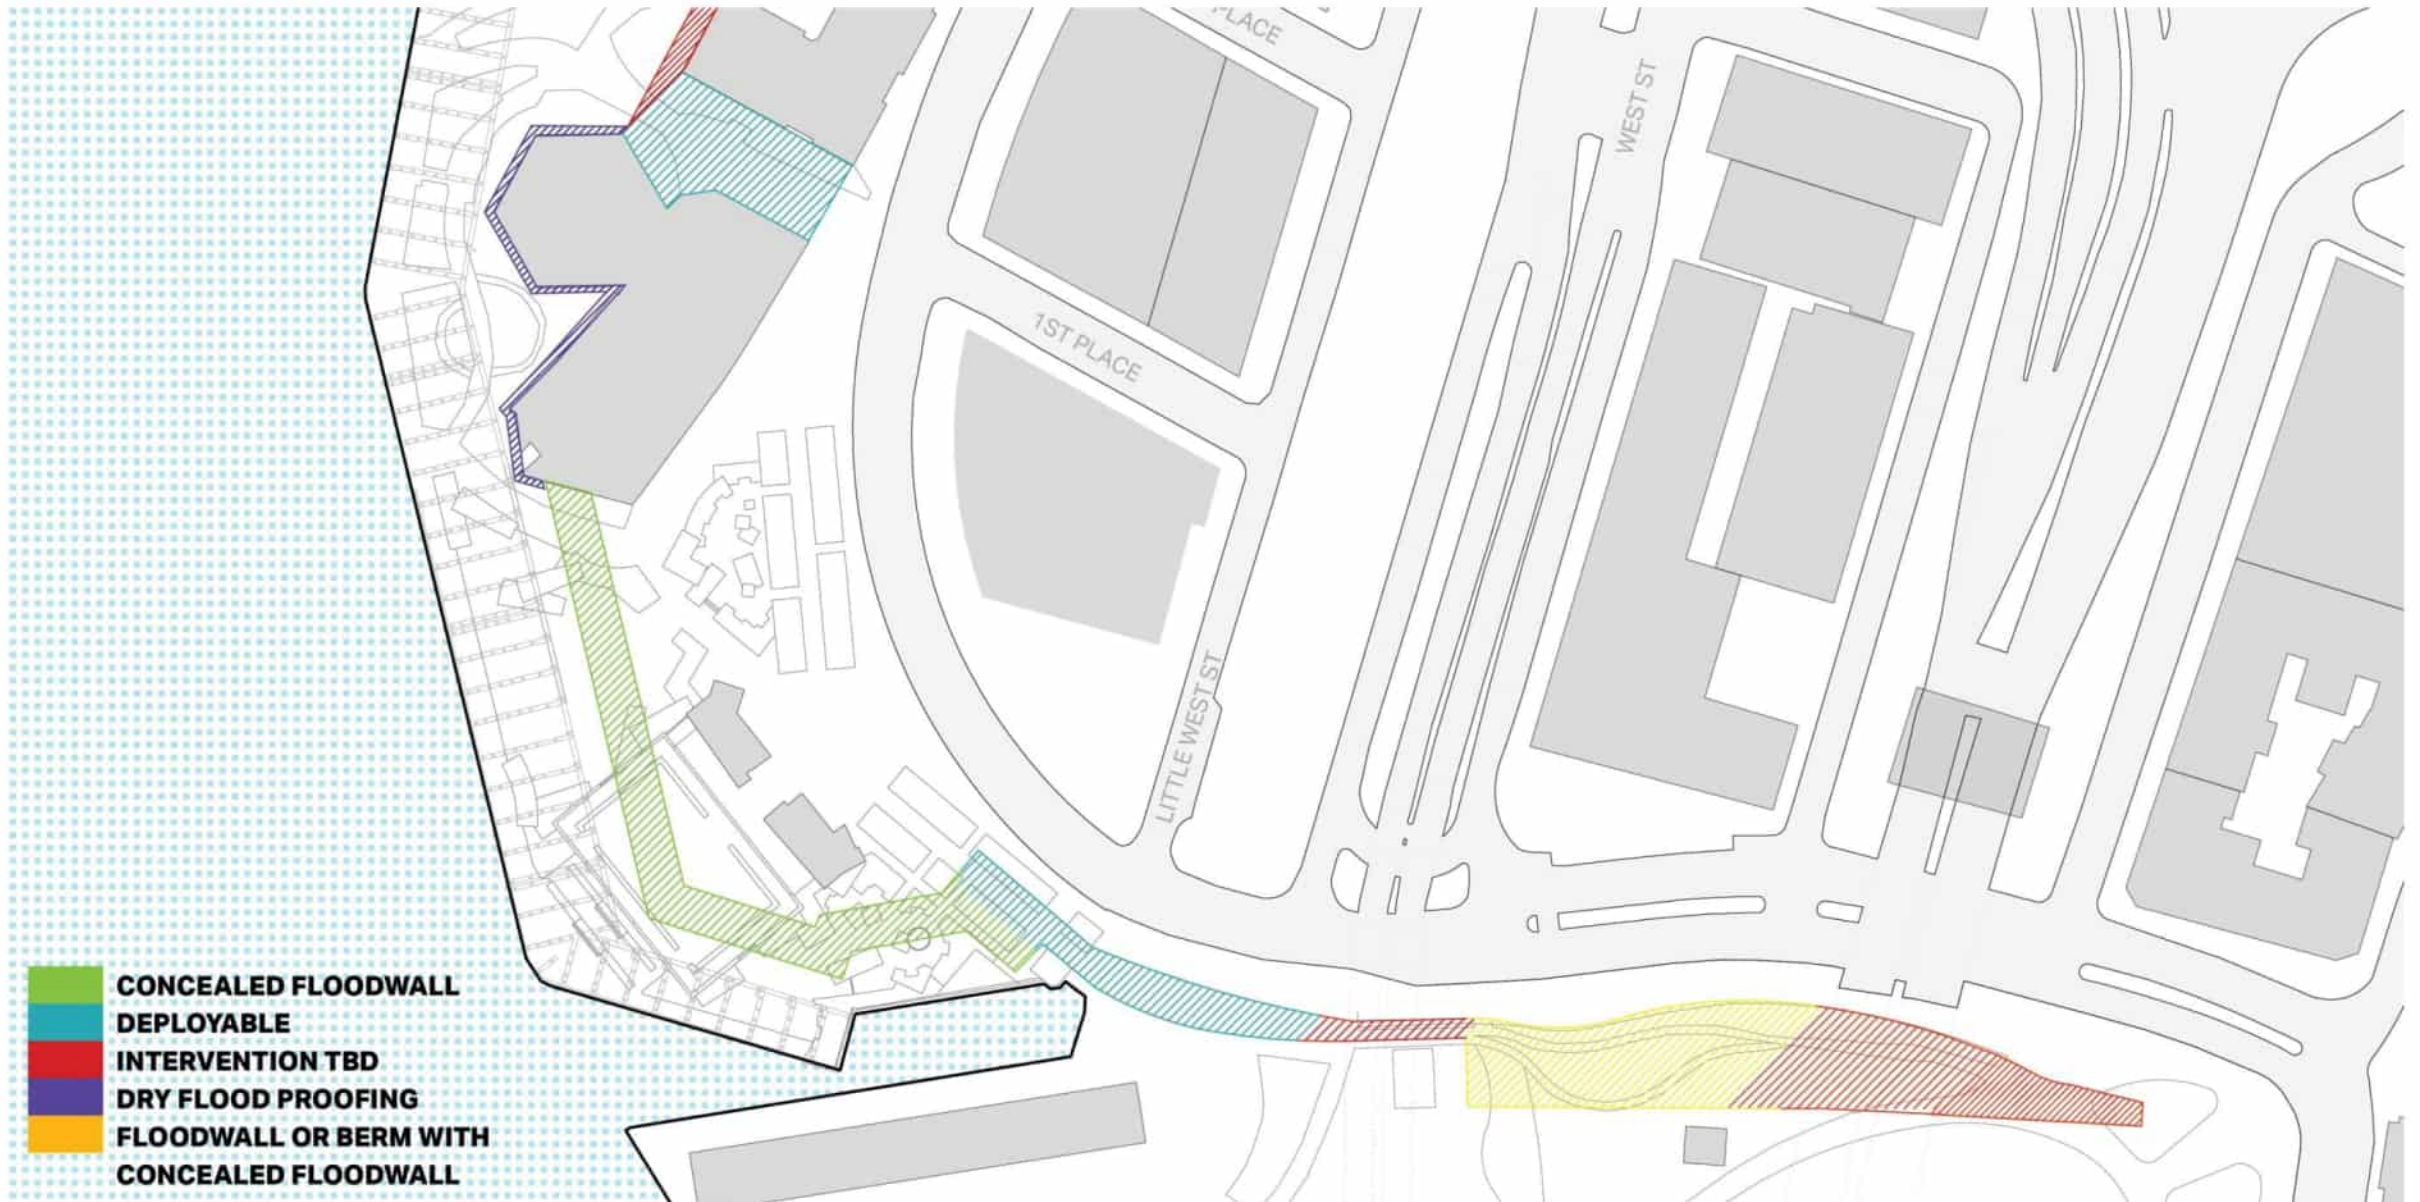 PLACE
WEST ST
1ST PLACE
LITTLE WEST ST
CONCEALED FLOODWALL
DEPLOYABLE
INTERVENTION TBD
DRY FLOOD PROOFING
FLOODWALL OR BERM WITH
CONCEALED FLOODWALL